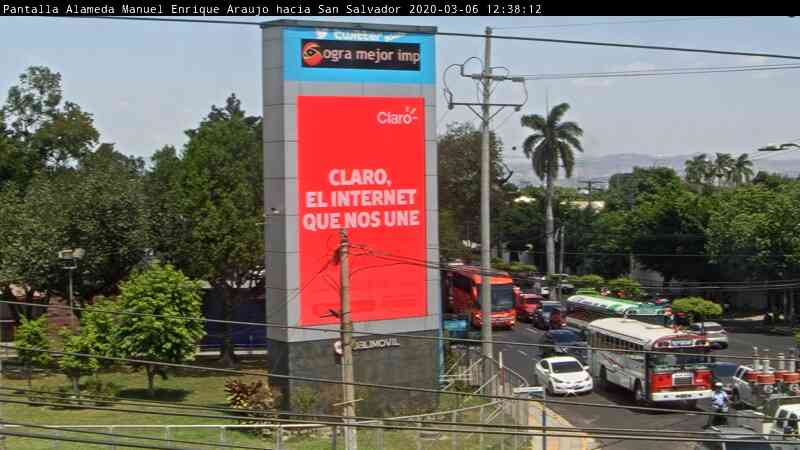 Pantalla Alameda Manuel Enrique Araujo hacia San Salvador 2020-03-06 12:38:12
ogra mejor imp
Claro
CLARO,
EL INTERNET
QUE NOS UNE